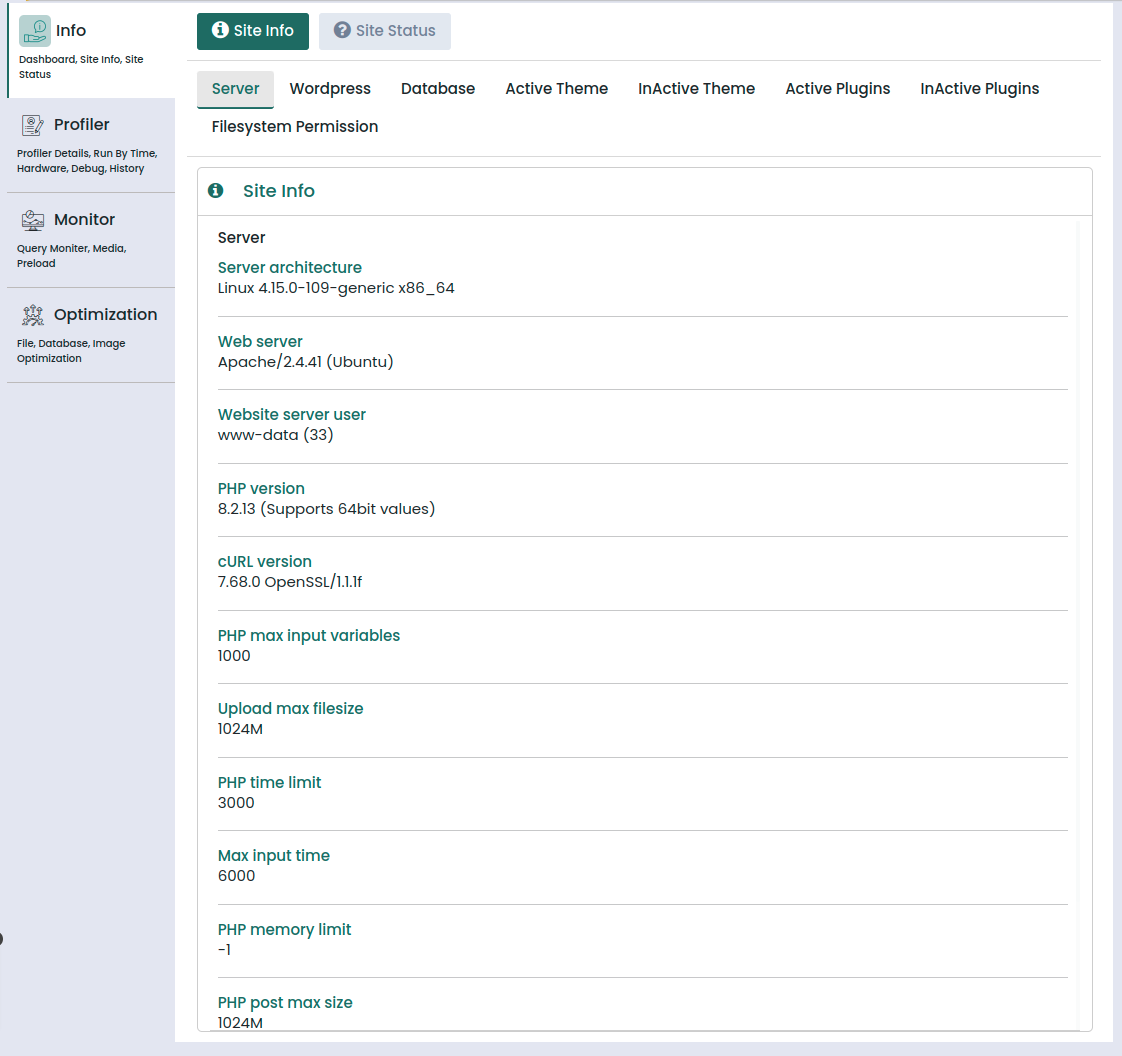 Info
Dashboard, Site Info, Site
Status
Profiler
Profiler Details, Run By Time,
Hardware, Debug, History
Monitor
Query Moniter, Media,
Preload
Optimization
File, Database, Image
Optimization
Site Info Site Status
Server Wordpress Database Active Theme InActive Theme Active Plugins InActive Plugins
Filesystem Permission
Site Info
Server
Server architecture
Linux 4.15.0-109-generic x86_64
Web server
Apache/2.4.41 (Ubuntu)
Website server user
www-data (33)
PHP version
8.2.13 (Supports 64bit values)
cURL version
7.68.0 OpenSSL/1.1.1f
PHP max input variables
1000
Upload max filesize
1024M
PHP time limit
3000
Max input time
6000
PHP memory limit
-1
PHP post max size
1024M